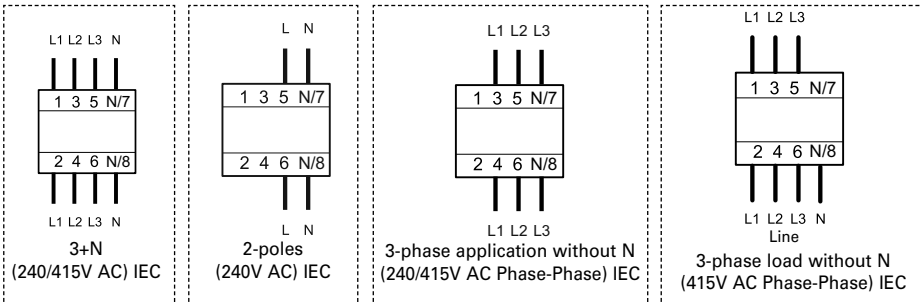 L1 L2 L3 N
1 3 5 N/7
2 4 6 N/8
L1 L2 L3 N
3+N
(240/415V AC) IEC
L N
1 3 5 N/7
2 4 6 N/8
L N
2-poles
(240V AC) IEC
L1 L2 L3
1 3 5 N/7
2 4 6 N/8
L1 L2 L3
3-phase application without N
(240/415V AC Phase-Phase) IEC
L1 L2 L3
1 3 5 N/7
2 4 6 N/8
L1 L2 L3 N
Line
3-phase load without N
(415V AC Phase-Phase) IEC